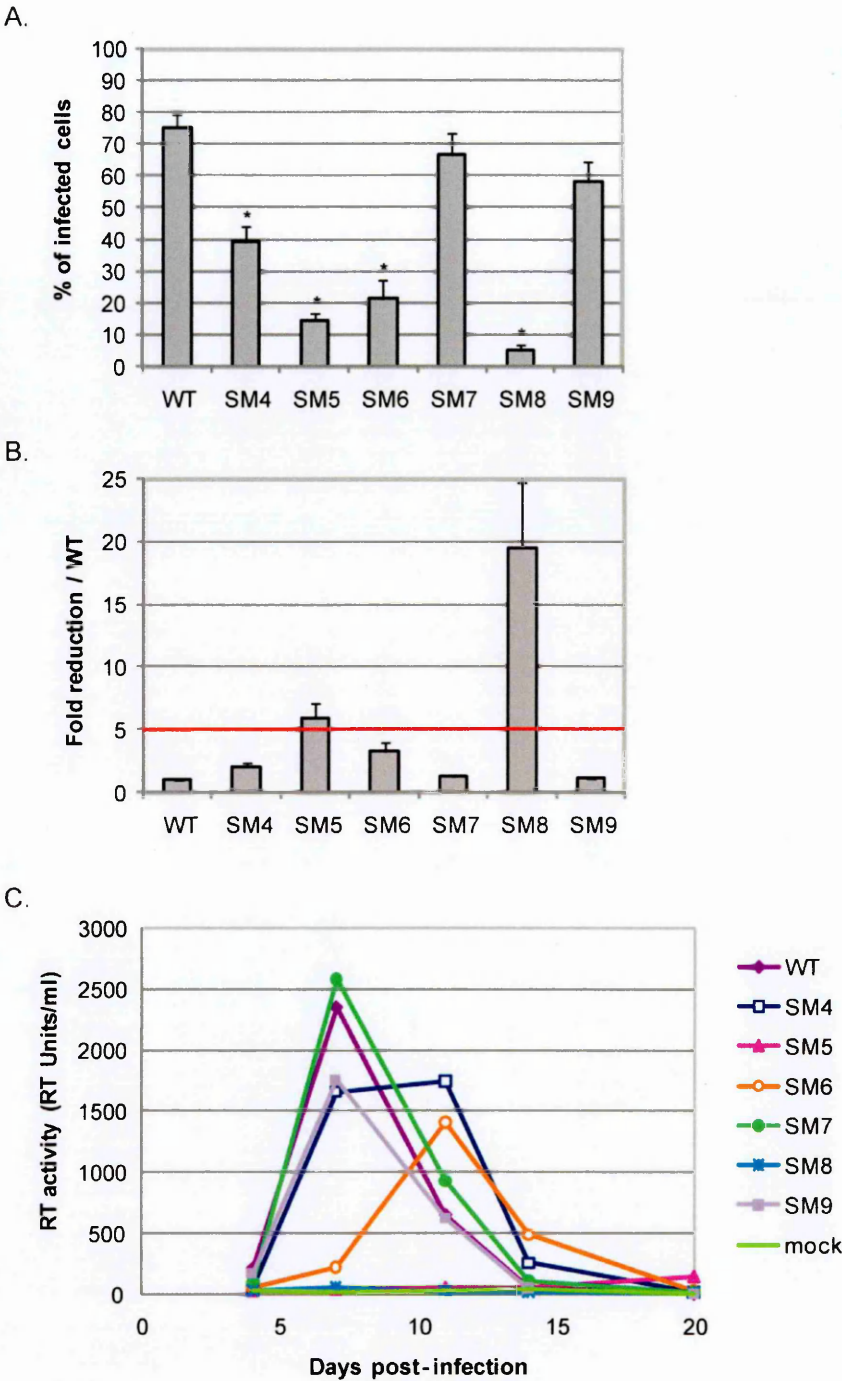 A.
% of infected cells
100
90
80
70
60
50
40
30
20
10
0
* * * *
WT SM4 SM5 SM6 SM7 SM8 SM9
B.
Fold reduction / WT
25
20
15
10
5
0
WT SM4 SM5 SM6 SM7 SM8 SM9
C.
RT activity (RT Units/ml)
3000
2500
2000
1500
1000
500
0
0 5 10 15 20
Days post-infection
WT
SM4
SM5
SM6
SM7
SM8
SM9
mock